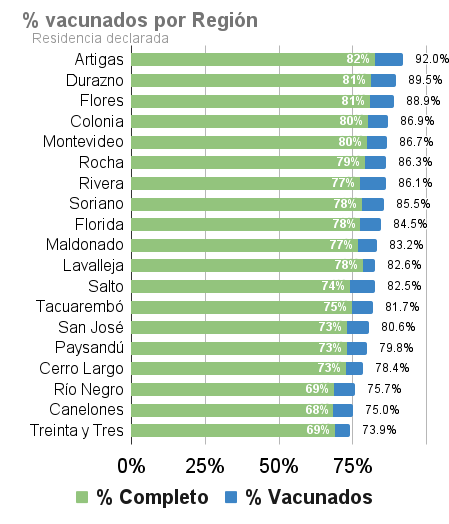 % vacunados por Región
Residencia declarada
Artigas 82% 92.0%
Durazno 81% 89.5%
Flores 81% 88.9%
Colonia 80% 86.9%
Montevideo 80% 86.7%
Rocha 79% 86.3%
Rivera 77% 86.1%
Soriano 78% 85.5%
Florida 78% 84.5%
Maldonado 77% 83.2%
Lavalleja 78% 82.6%
Salto 74% 82.5%
Tacuarembó 75% 81.7%
San José 73% 80.6%
Paysandú 73% 79.8%
Cerro Largo 73% 78.4%
Río Negro 69% 75.7%
Canelones 68% 75.0%
Treinta y Tres 69% 73.9%
0% 25% 50% 75%
% Completo % Vacunados